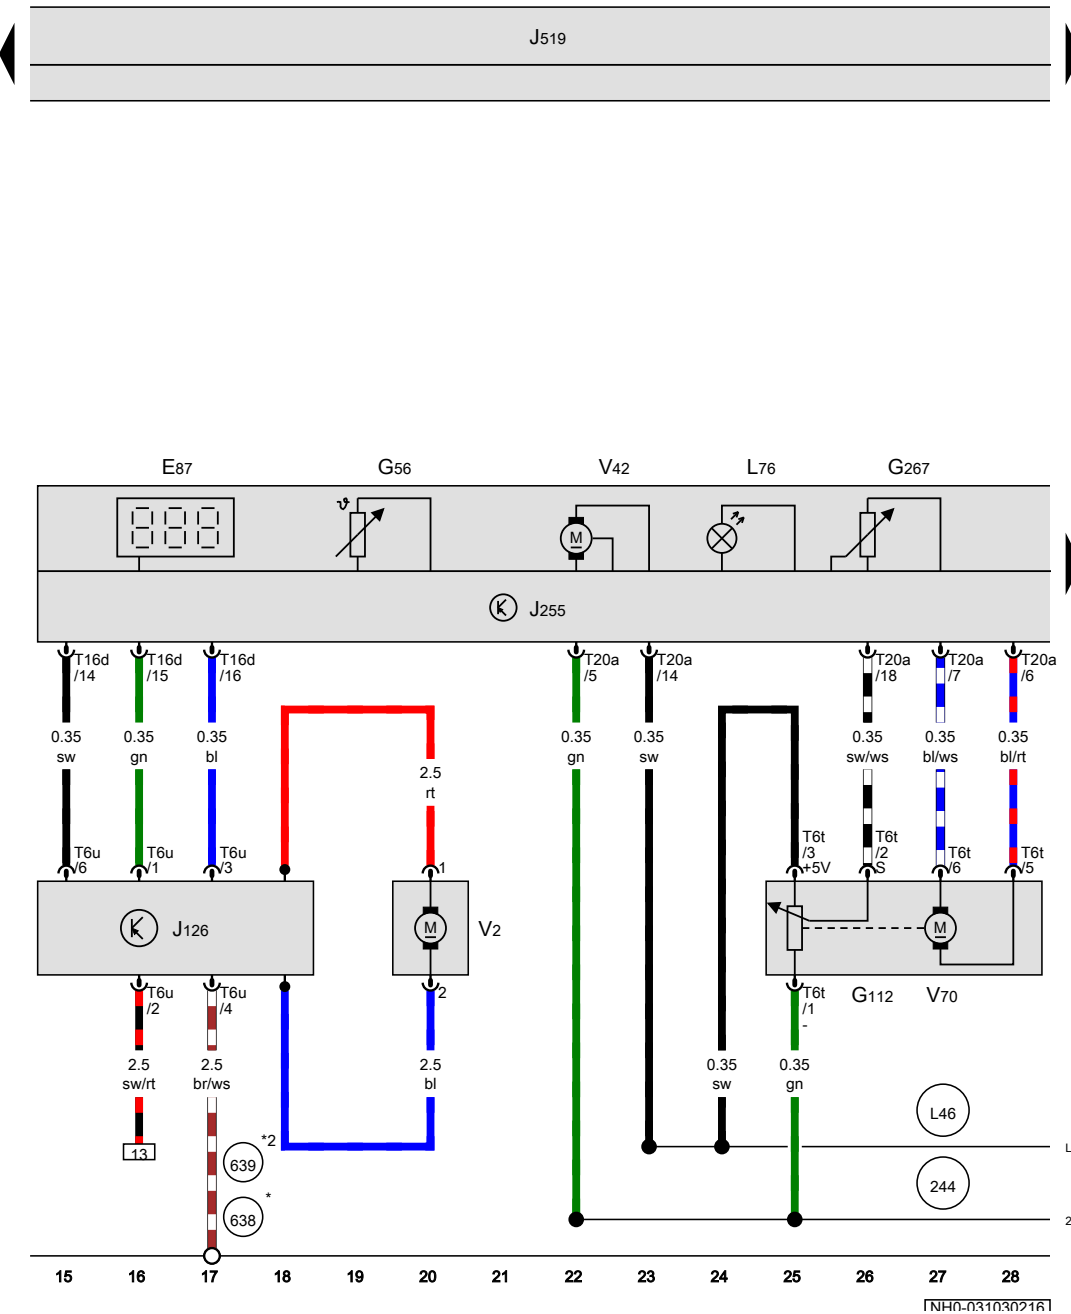 J519
E87 G56 V42 L76 G267
M
J255
T16d /14
T16d /15
T16d /16
T20a /5
T20a /14
T20a /18
T20a /7
T20a /6
0.35 sw
0.35 gn
0.35 bl
2.5 rt
0.35 gn
0.35 sw
0.35 sw/ws
0.35 bl/ws
0.35 bl/rt
T6u /6
T6u /1
T6u /3
1
T6t /3 +5V
T6t /2 S
T6t /6
T6t /5
J126
M
V2
M
T6u /2
T6u /4
2
T6t /1 -
G112 V70
2.5 sw/rt
2.5 br/ws
2.5 bl
0.35 sw
0.35 gn
L46
13
*2
639
L
244
*
638
2
15 16 17 18 19 20 21 22 23 24 25 26 27 28
NH0-031030216